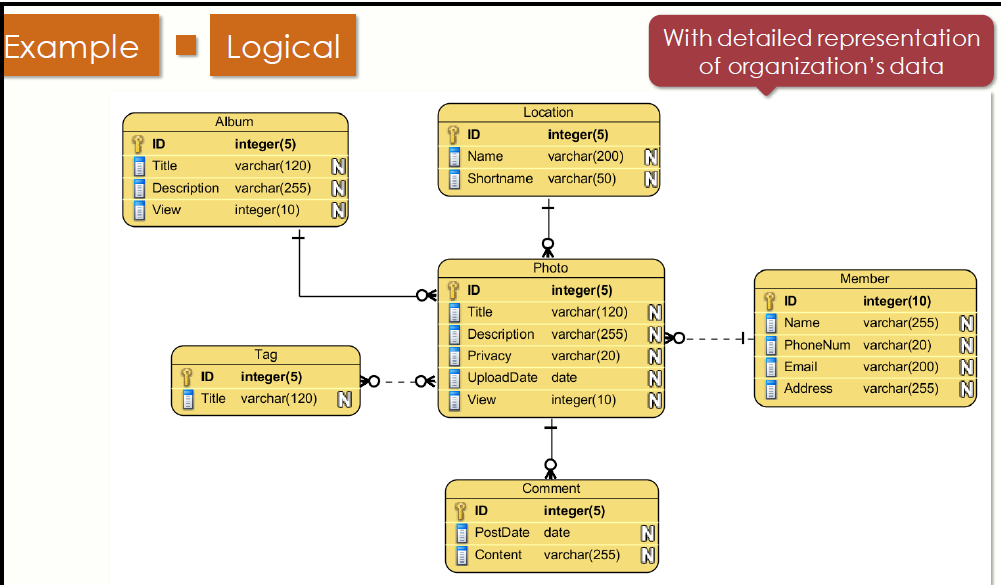 Example
Logical
With detailed representation
of organization's data
Album
ID integer(5)
Title varchar(120) N
Description varchar(255) N
View integer(10) N
Location
ID integer(5)
Name varchar(200) N
Shortname varchar(50) N
Photo
ID integer(5)
Title varchar(120) N
Description varchar(255) N
Privacy varchar(20) N
UploadDate date N
View integer(10) N
Member
ID integer(10)
Name varchar(255) N
PhoneNum varchar(20) N
Email varchar(200) N
Address varchar(255) N
Tag
ID integer(5)
Title varchar(120) N
Comment
ID integer(5)
PostDate date N
Content varchar(255) N